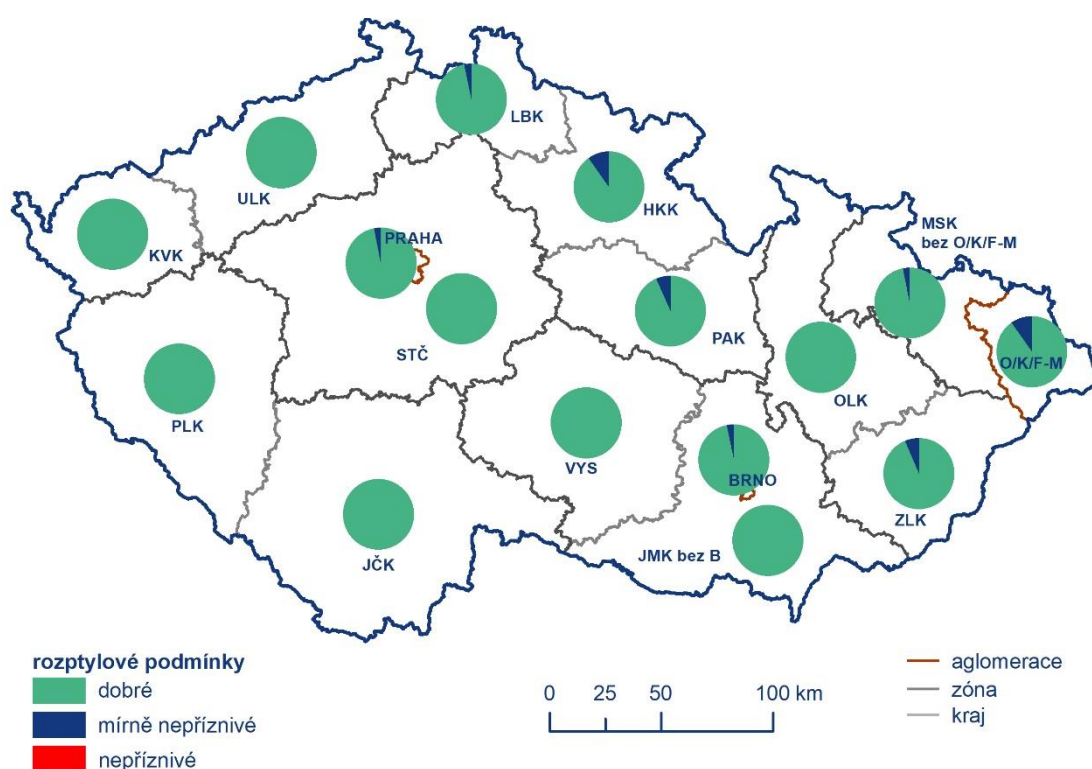 LBK
ULK
HKK
KVK
PRAHA
MSK
bez O/K/F-M
STČ
PAK
O/K/F-M
PLK
OLK
VYS
BRNO
ZLK
JČK
JMK bez B
rozptylové podmínky
dobré
mírně nepříznivé
nepříznivé
0 25 50 100 km
aglomerace
zóna
kraj